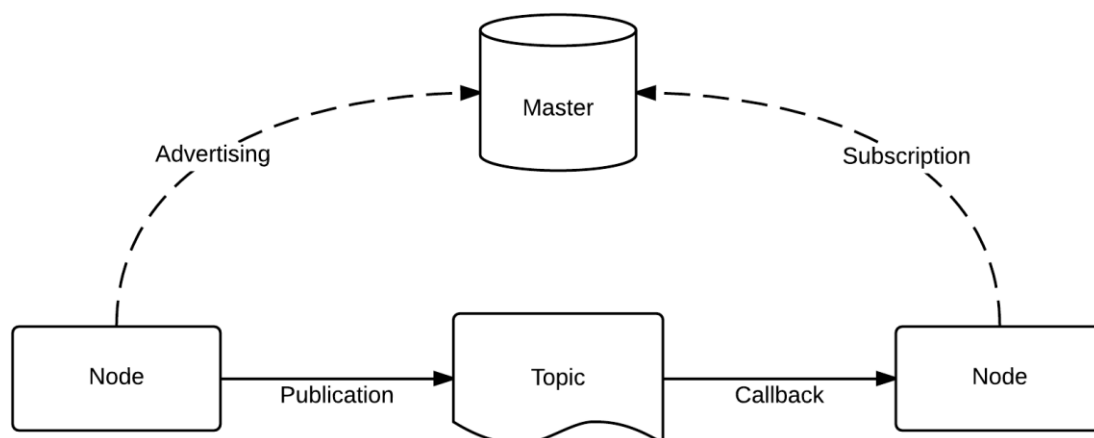 Master
Advertising
Subscription
Node
Publication
Topic
Callback
Node